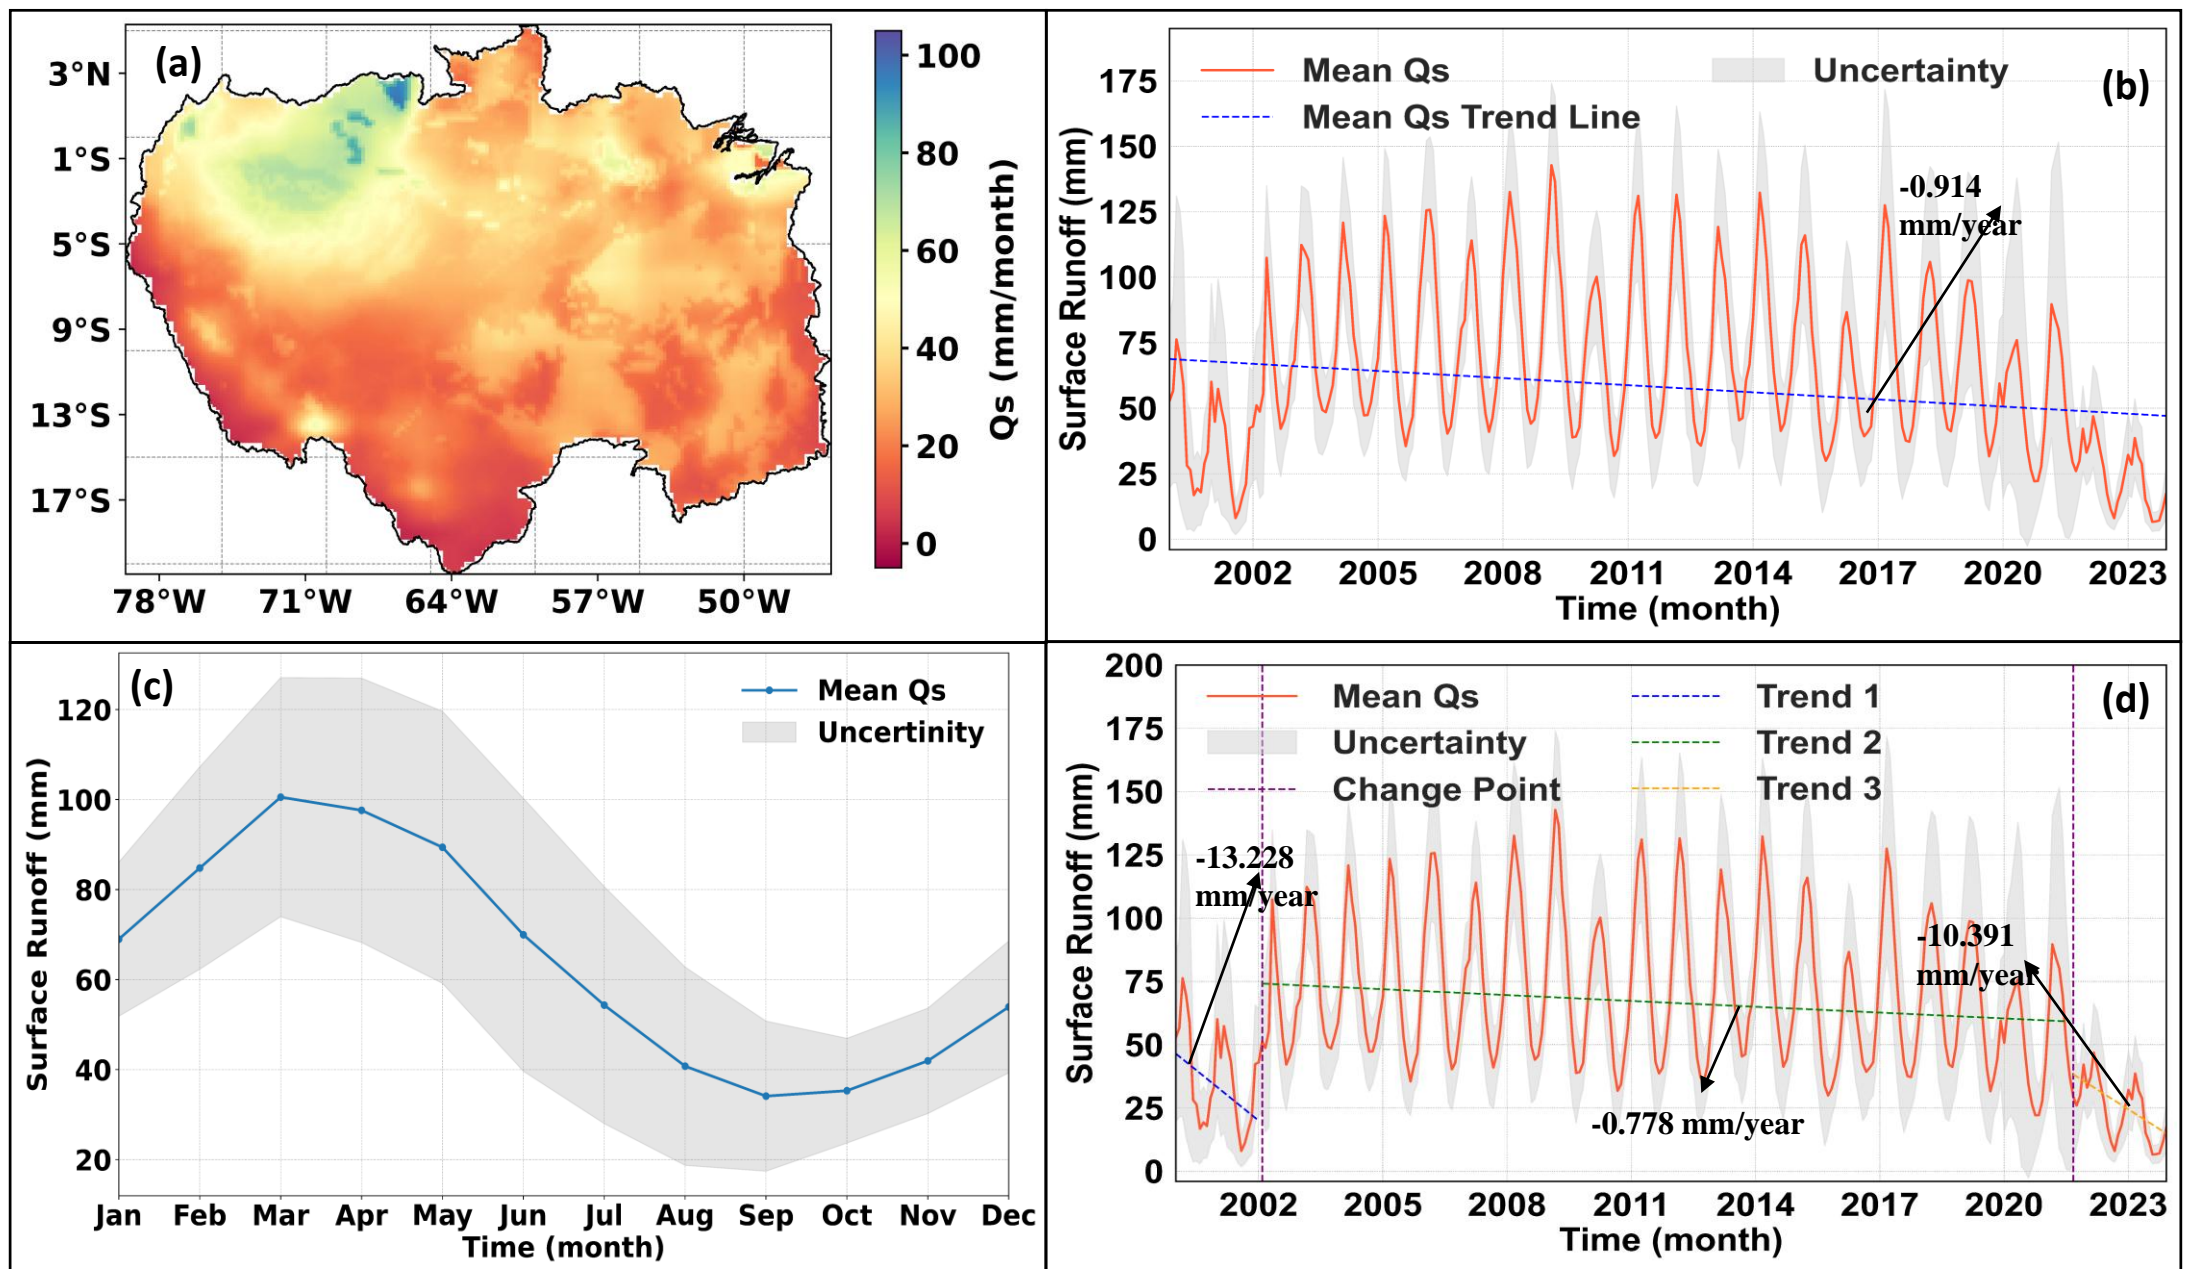 (a)
3°N
1°S
5°S
9°S
13°S
17°S
78°W 71°W 64°W 57°W 50°W
100
80
60
40
20
0
Qs (mm/month)
(b)
Mean Qs
Uncertainty
Mean Qs Trend Line
-0.914
mm/year
175
150
125
100
75
50
25
0
Surface Runoff (mm)
2002 2005 2008 2011 2014 2017 2020 2023
Time (month)
(c)
Mean Qs
Uncertinity
120
100
80
60
40
20
Surface Runoff (mm)
Jan Feb Mar Apr May Jun Jul Aug Sep Oct Nov Dec
Time (month)
(d)
Mean Qs
Uncertainty
Change Point
Trend 1
Trend 2
Trend 3
-13.228
mm/year
-10.391
mm/year
-0.778 mm/year
200
175
150
125
100
75
50
25
0
Surface Runoff (mm)
2002 2005 2008 2011 2014 2017 2020 2023
Time (month)